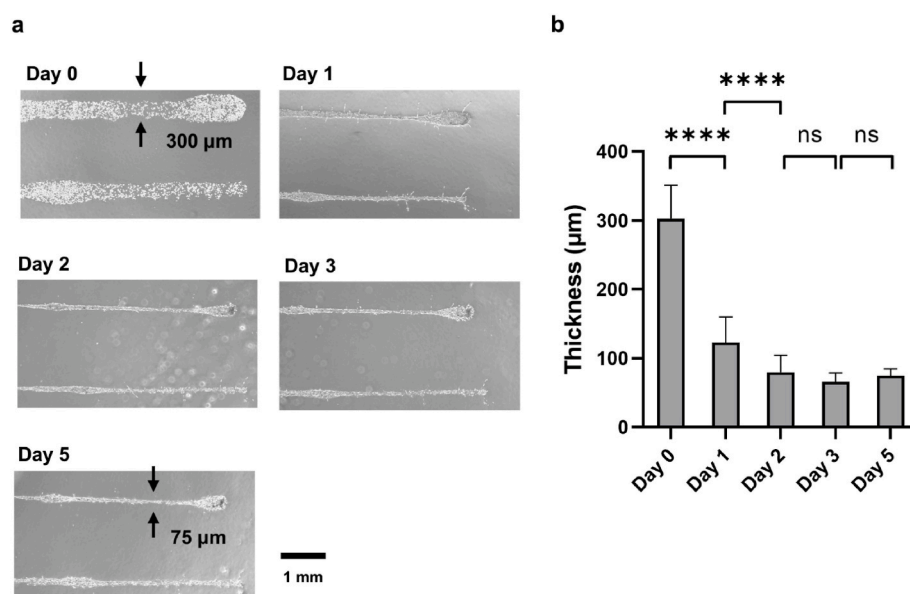 a
Day 0
300 µm
Day 1
Day 2
Day 3
Day 5
75 µm
1 mm
b
****
****
ns
ns
Thickness (µm)
400
300
200
100
0
Day 0
Day 1
Day 2
Day 3
Day 5